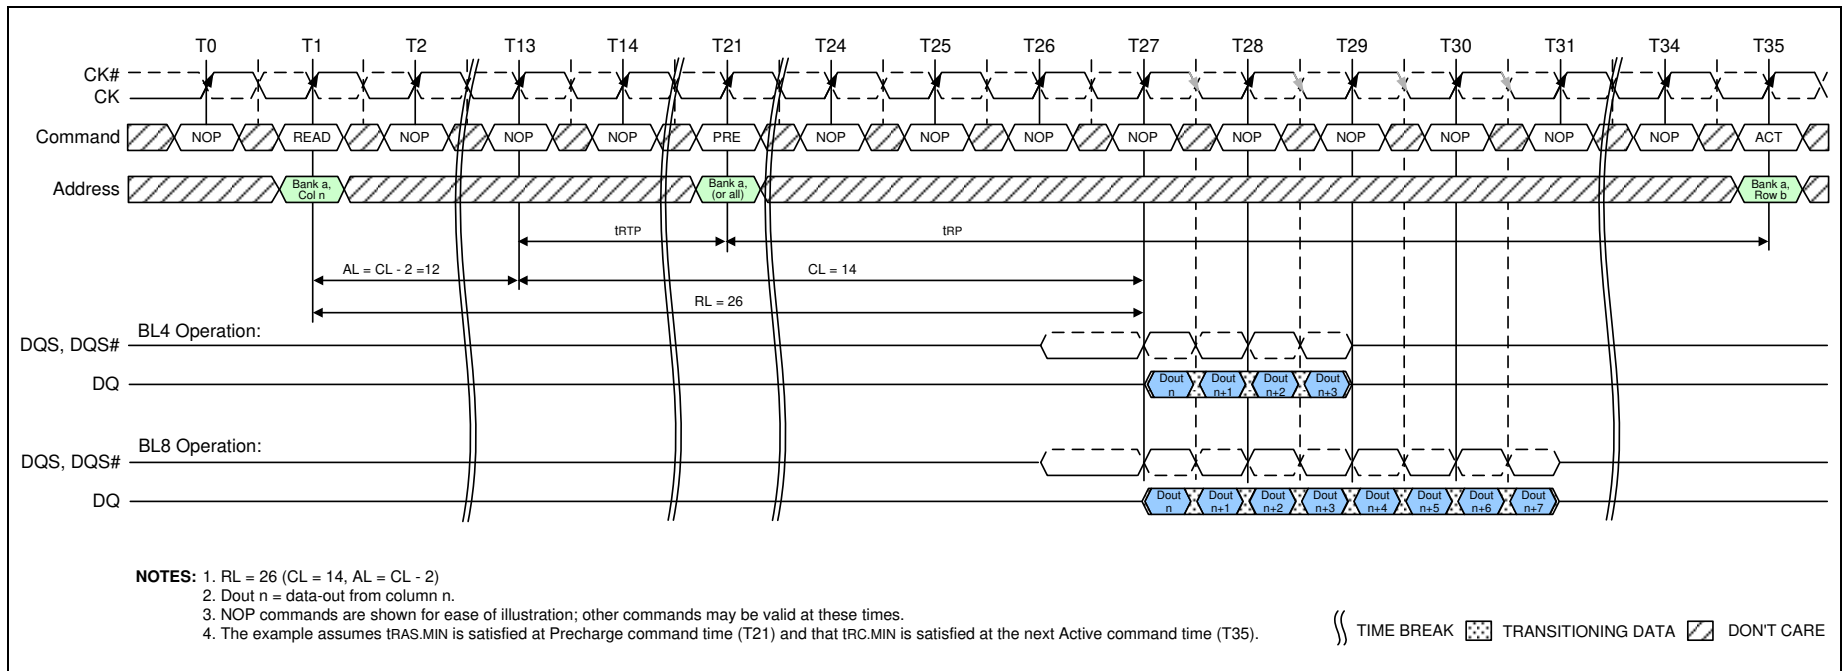 T0 T1 T2 T13 T14 T21 T24 T25 T26 T27 T28 T29 T30 T31 T34 T35
CK#
CK
Command NOP READ NOP NOP NOP PRE NOP NOP NOP NOP NOP NOP NOP NOP NOP ACT
Address Bank a, Col n Bank a, (or all) Bank a, Row b
tRTP tRP
AL = CL - 2 =12 CL = 14
RL = 26
BL4 Operation:
DQS, DQS#
DQ Dout n Dout n+1 Dout n+2 Dout n+3
BL8 Operation:
DQS, DQS#
DQ Dout n Dout n+1 Dout n+2 Dout n+3 Dout n+4 Dout n+5 Dout n+6 Dout n+7
NOTES: 1. RL = 26 (CL = 14, AL = CL - 2)
2. Dout n = data-out from column n.
3. NOP commands are shown for ease of illustration; other commands may be valid at these times.
4. The example assumes tRAS.MIN is satisfied at Precharge command time (T21) and that tRC.MIN is satisfied at the next Active command time (T35).
TIME BREAK TRANSITIONING DATA DON'T CARE